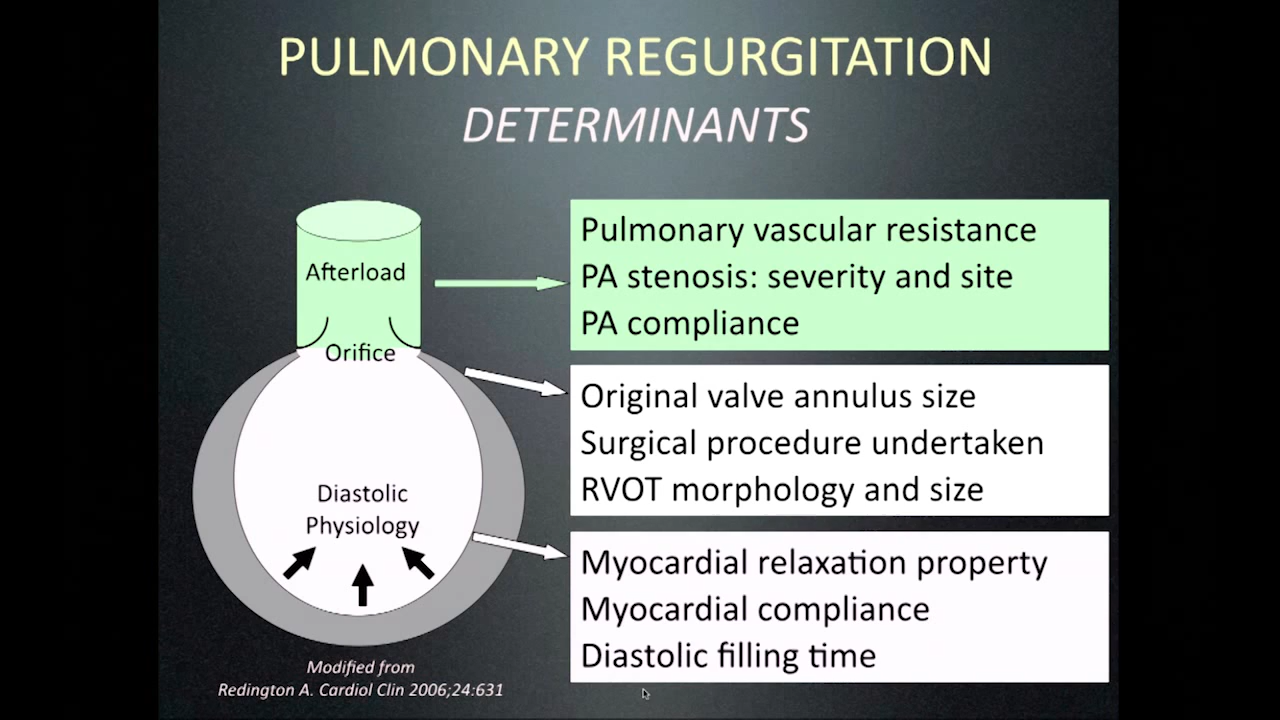 PULMONARY REGURGITATION
DETERMINANTS
Afterload
Orifice
Diastolic
Physiology
Pulmonary vascular resistance
PA stenosis: severity and site
PA compliance
Original valve annulus size
Surgical procedure undertaken
RVOT morphology and size
Myocardial relaxation property
Myocardial compliance
Diastolic filling time
Modified from
Redington A. Cardiol Clin 2006;24:631